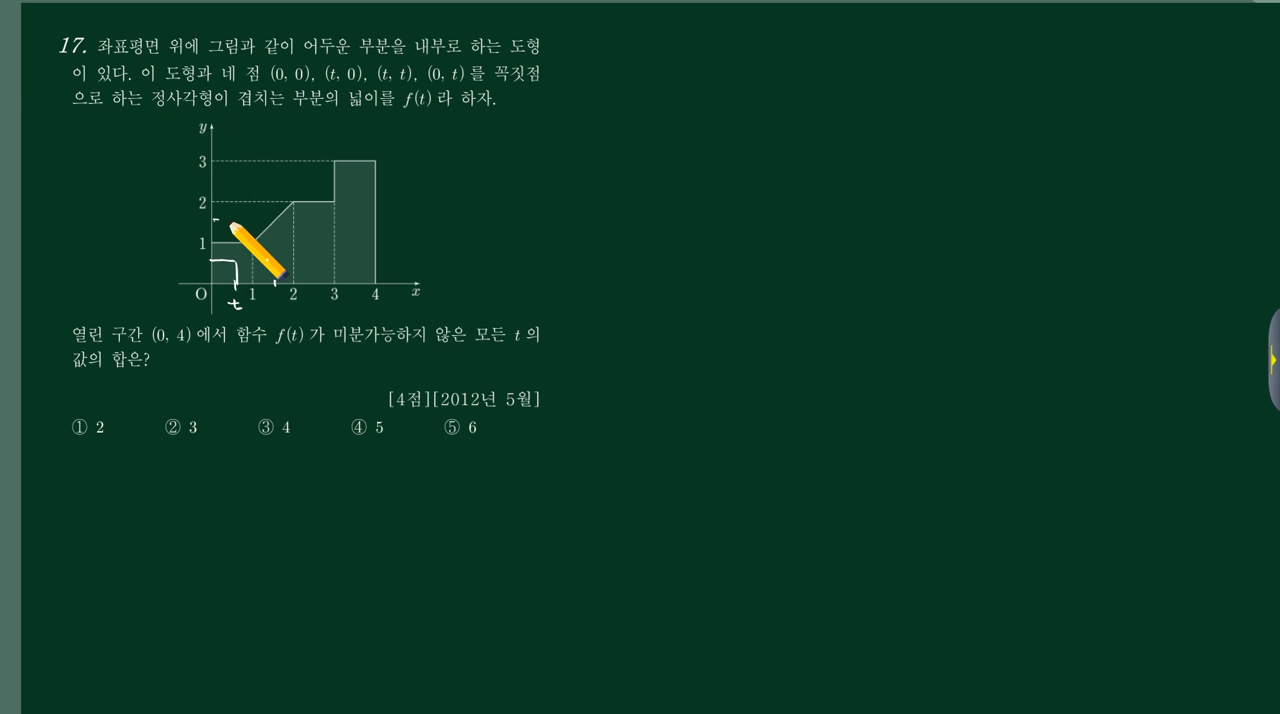 17. 좌표평면 위에 그림과 같이 어두운 부분을 내부로 하는 도형
이 있다. 이 도형과 네 점 (0, 0), (t, 0), (t, t), (0, t)를 꼭짓점
으로 하는 정사각형이 겹치는 부분의 넓이를 f(t)라 하자.
y
3
2
1
O 1 2 3 4 x
t
열린 구간 (0, 4)에서 함수 f(t)가 미분가능하지 않은 모든 t의
값의 합은?
[4점][2012년 5월]
① 2 ② 3 ③ 4 ④ 5 ⑤ 6